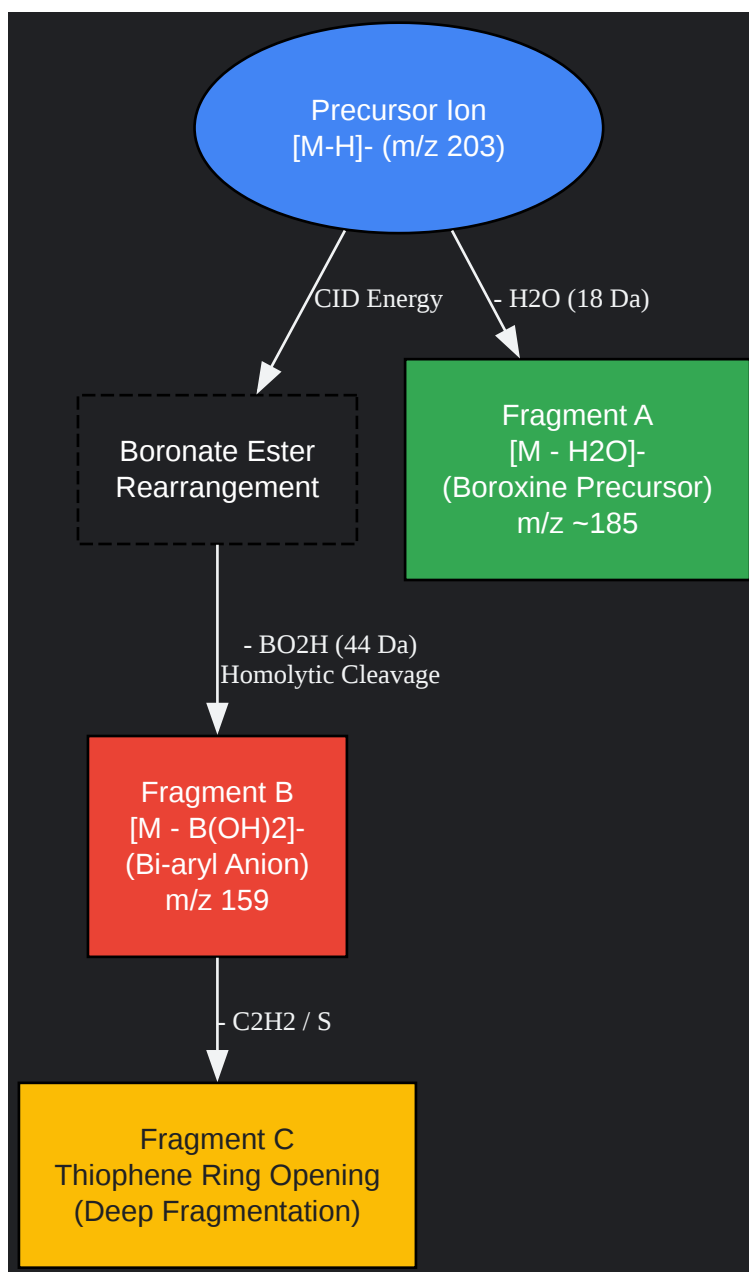 Precursor Ion
[M-H]- (m/z 203)
CID Energy
- H2O (18 Da)
Boronate Ester
Rearrangement
Fragment A
[M - H2O]-
(Boroxine Precursor)
m/z ~185
- BO2H (44 Da)
Homolytic Cleavage
Fragment B
[M - B(OH)2]-
(Bi-aryl Anion)
m/z 159
- C2H2 / S
Fragment C
Thiophene Ring Opening
(Deep Fragmentation)